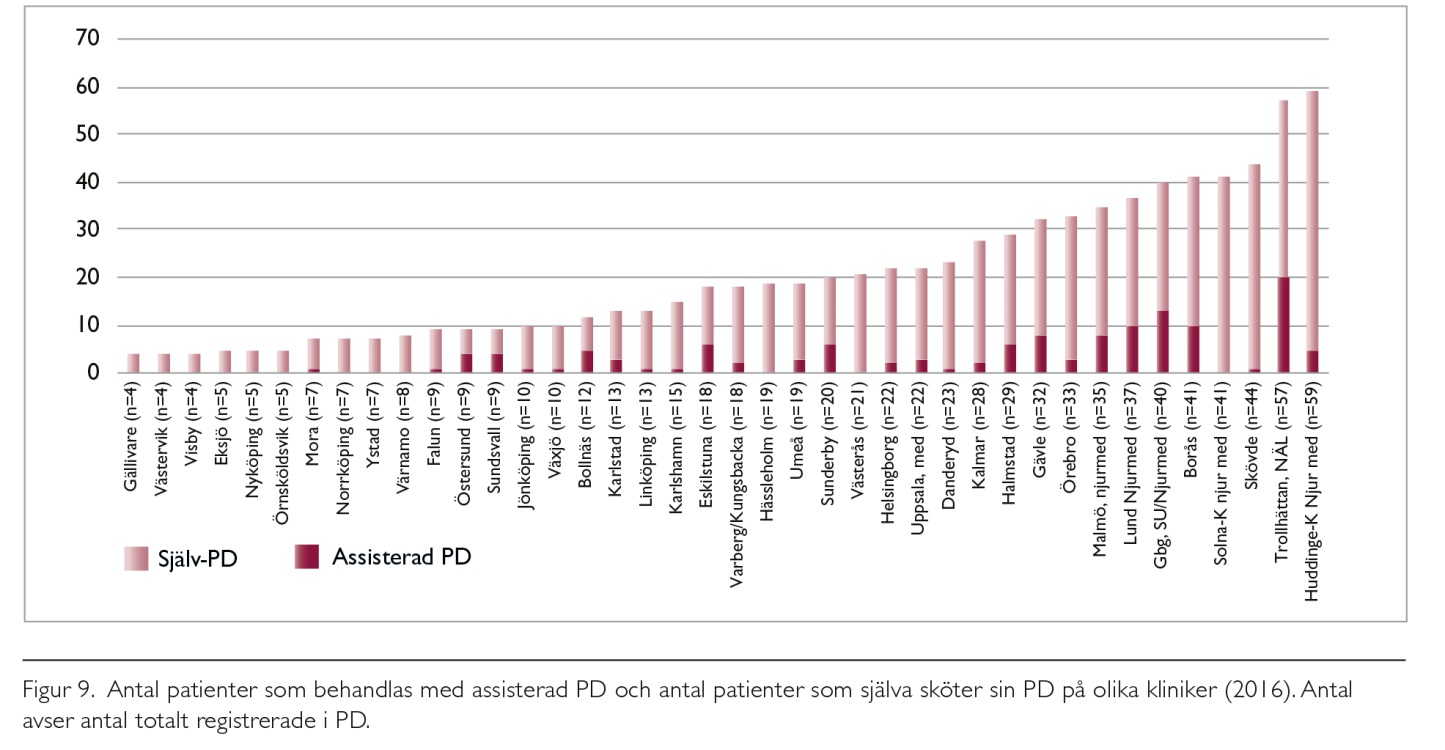 70
60
50
40
30
20
10
0
Gällivare (n=4)
Västervik (n=4)
Visby (n=4)
Eksjö (n=5)
Nyköping (n=5)
Örnsköldsvik (n=5)
Mora (n=7)
Norrköping (n=7)
Ystad (n=7)
Värnamo (n=8)
Falun (n=9)
Östersund (n=9)
Sundsvall (n=9)
Jönköping (n=10)
Växjö (n=10)
Bollnäs (n=12)
Karlstad (n=13)
Linköping (n=13)
Karlshamn (n=15)
Eskilstuna (n=18)
Varberg/Kungsbacka (n=18)
Hässleholm (n=19)
Umeå (n=19)
Sunderby (n=20)
Västerås (n=21)
Helsingborg (n=22)
Uppsala, med (n=22)
Danderyd (n=23)
Kalmar (n=28)
Halmstad (n=29)
Gävle (n=32)
Örebro (n=33)
Malmö, njurmed (n=35)
Lund Njurmed (n=37)
Gbg, SU/Njurmed (n=40)
Borås (n=41)
Solna-K njur med (n=41)
Skövde (n=44)
Trollhättan, NÄL (n=57)
Huddinge-K Njur med (n=59)
Själv-PD
Assisterad PD
Figur 9. Antal patienter som behandlas med assisterad PD och antal patienter som själva sköter sin PD på olika kliniker (2016). Antal
avser antal totalt registrerade i PD.